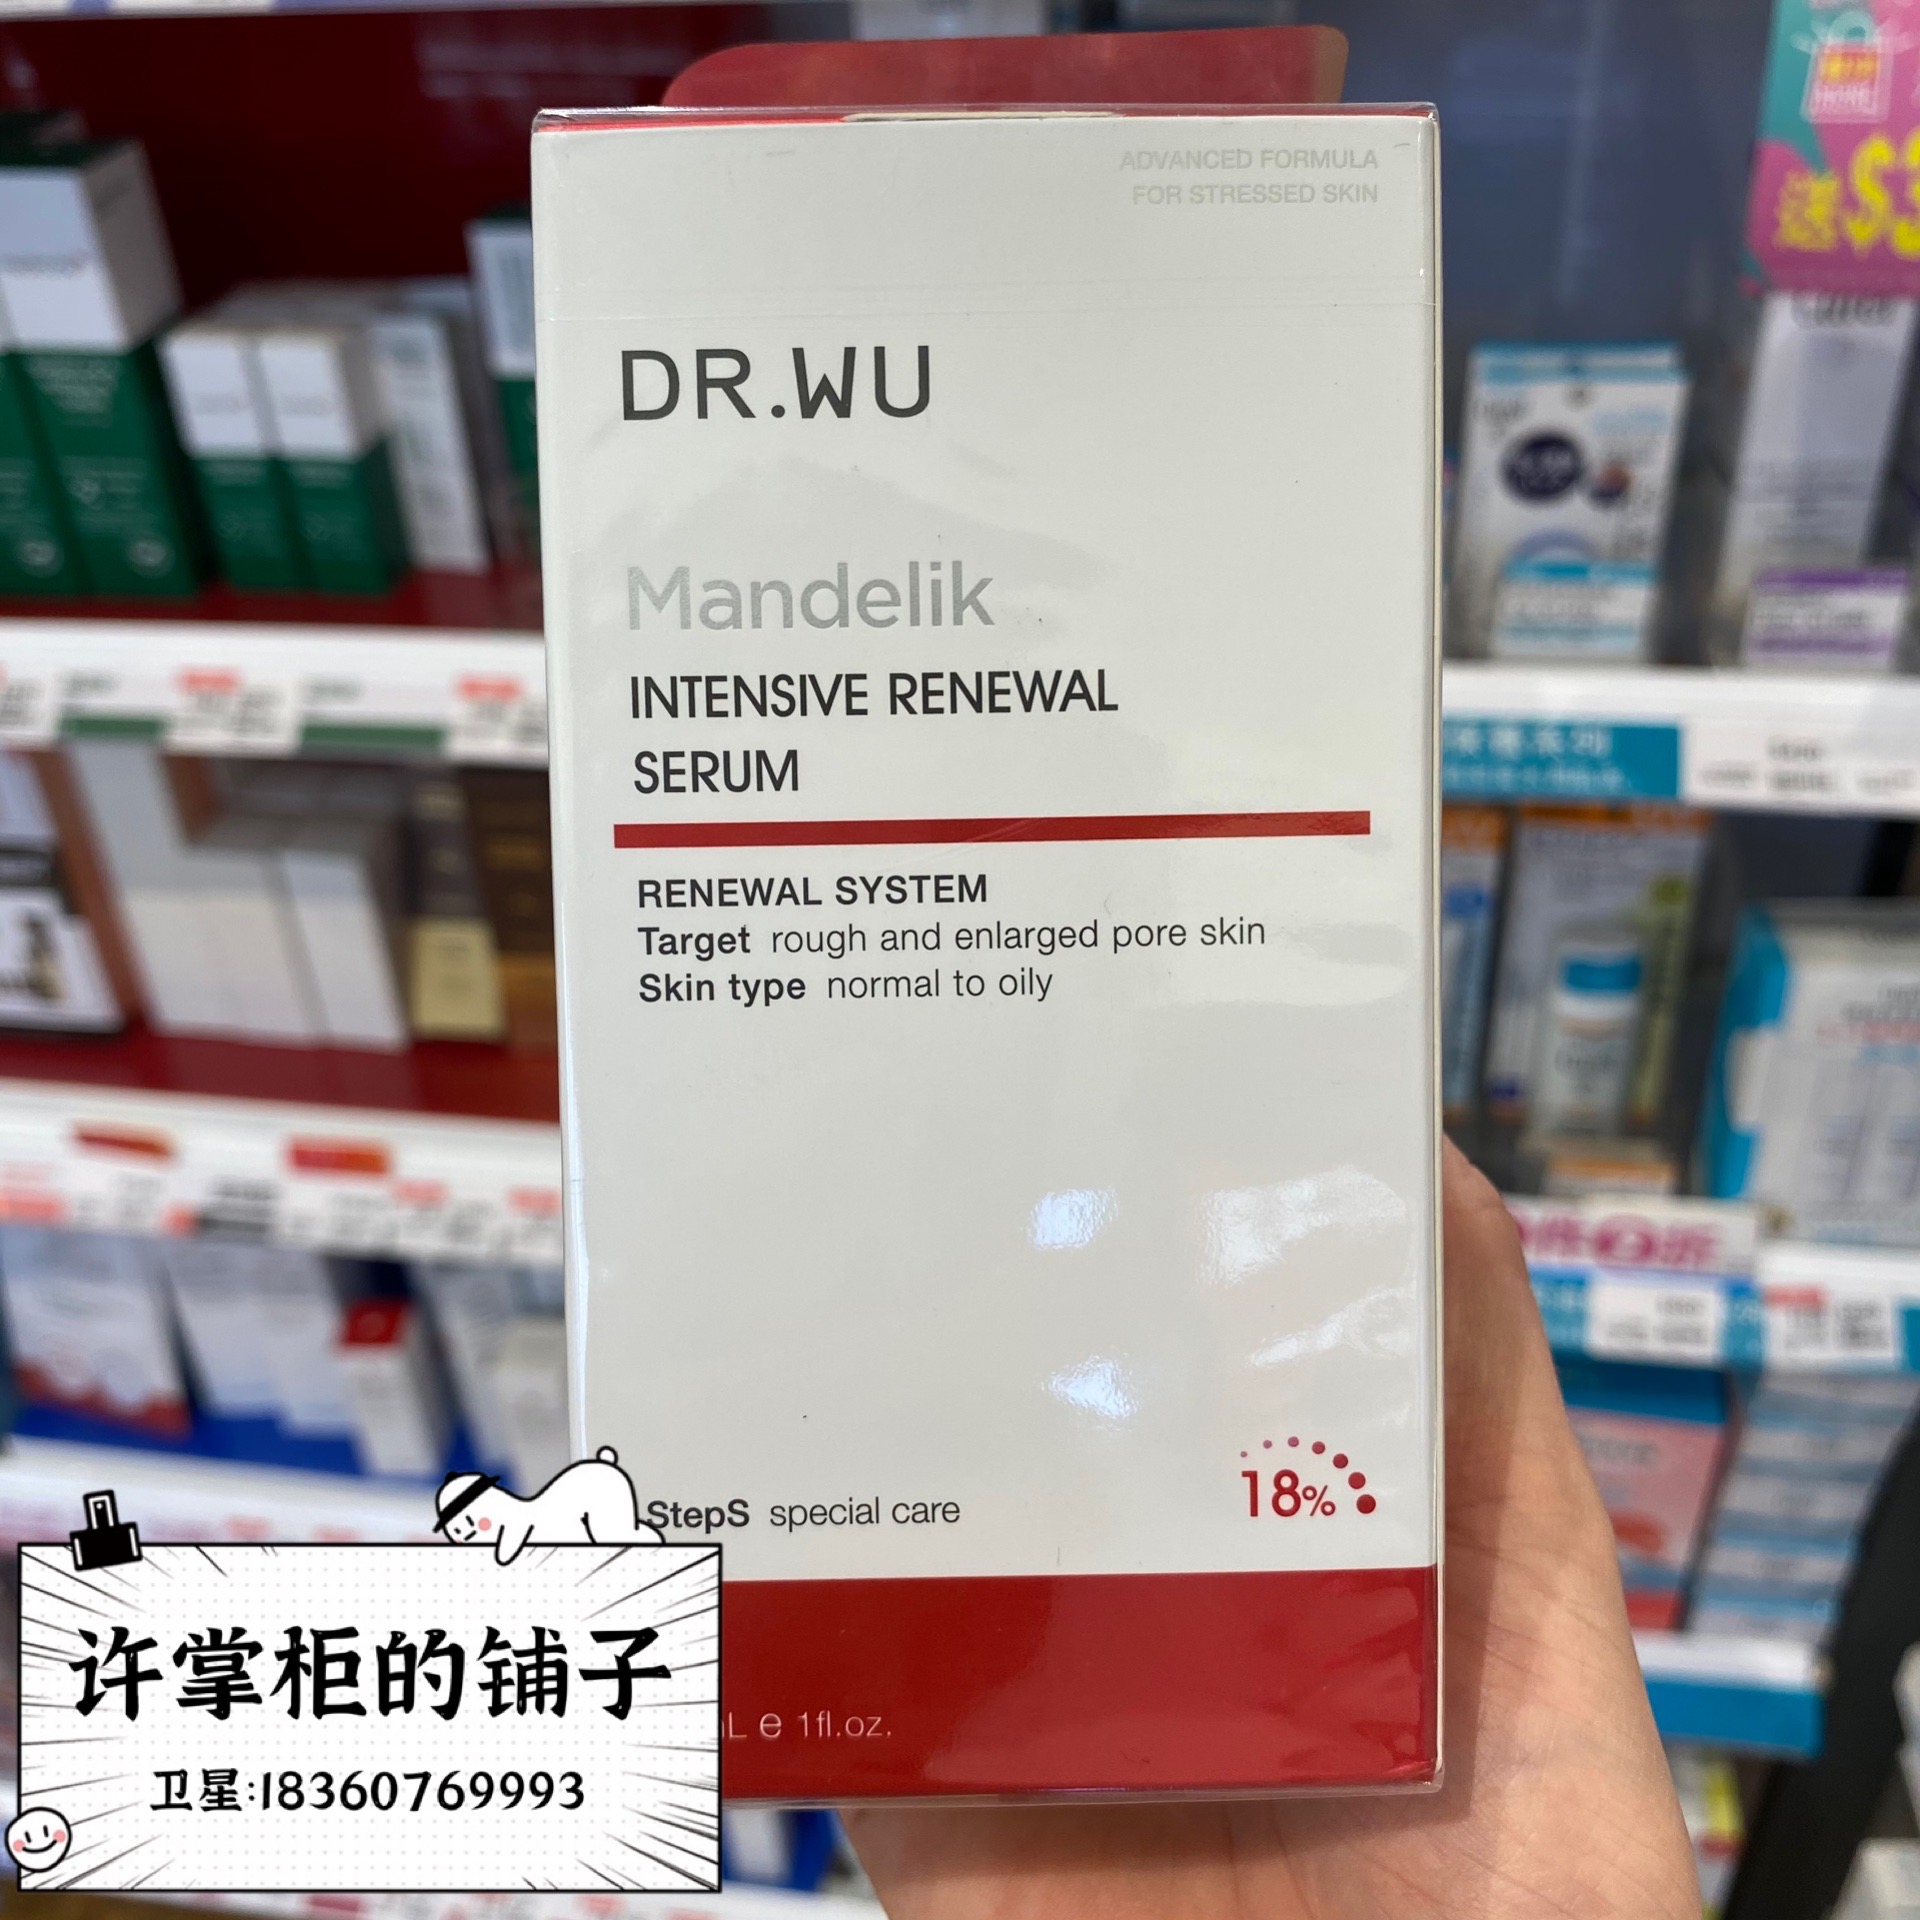 ADVANCED FORMULA
FOR STRESSED SKIN
DR.WU
Mandelik
INTENSIVE RENEWAL
SERUM
RENEWAL SYSTEM
Target rough and enlarged pore skin
Skin type normal to oily
StepS special care
18%
L e 1fl.oz.
许掌柜的铺子
卫星:18360769993
$3